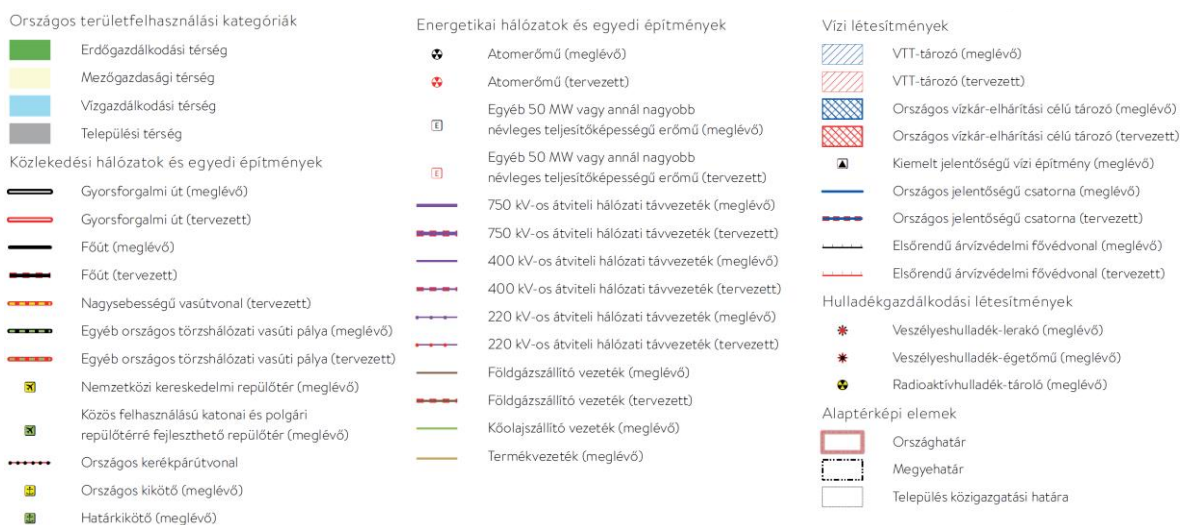 Országos területfelhasználási kategóriák
Erdőgazdálkodási térség
Mezőgazdasági térség
Vízgazdálkodási térség
Települési térség
Közlekedési hálózatok és egyedi építmények
Gyorsforgalmi út (meglévő)
Gyorsforgalmi út (tervezett)
Főút (meglévő)
Főút (tervezett)
Nagysebességű vasútvonal (tervezett)
Egyéb országos törzshálózati vasúti pálya (meglévő)
Egyéb országos törzshálózati vasúti pálya (tervezett)
Nemzetközi kereskedelmi repülőtér (meglévő)
Közös felhasználású katonai és polgári
repülőtérré fejleszthető repülőtér (meglévő)
Országos kerékpárútvonal
Országos kikötő (meglévő)
Határkikötő (meglévő)
Energetikai hálózatok és egyedi építmények
Atomerőmű (meglévő)
Atomerőmű (tervezett)
Egyéb 50 MW vagy annál nagyobb
E névleges teljesítőképességű erőmű (meglévő)
Egyéb 50 MW vagy annál nagyobb
E névleges teljesítőképességű erőmű (tervezett)
750 kV-os átviteli hálózati távvezeték (meglévő)
750 kV-os átviteli hálózati távvezeték (tervezett)
400 kV-os átviteli hálózati távvezeték (meglévő)
400 kV-os átviteli hálózati távvezeték (tervezett)
220 kV-os átviteli hálózati távvezeték (meglévő)
220 kV-os átviteli hálózati távvezeték (tervezett)
Földgázszállító vezeték (meglévő)
Földgázszállító vezeték (tervezett)
Kőolajszállító vezeték (meglévő)
Termékvezeték (meglévő)
Vízi létesítmények
VTT-tározó (meglévő)
VTT-tározó (tervezett)
Országos vízkár-elhárítási célú tározó (meglévő)
Országos vízkár-elhárítási célú tározó (tervezett)
Kiemelt jelentőségű vízi építmény (meglévő)
Országos jelentőségű csatorna (meglévő)
Országos jelentőségű csatorna (tervezett)
Elsőrendű árvízvédelmi fővédvonal (meglévő)
Elsőrendű árvízvédelmi fővédvonal (tervezett)
Hulladékgazdálkodási létesítmények
Veszélyeshulladék-lerakó (meglévő)
Veszélyeshulladék-égetőmű (meglévő)
Radioaktívhulladék-tároló (meglévő)
Alaptérképi elemek
Országhatár
Megyehatár
Település közigazgatási határa